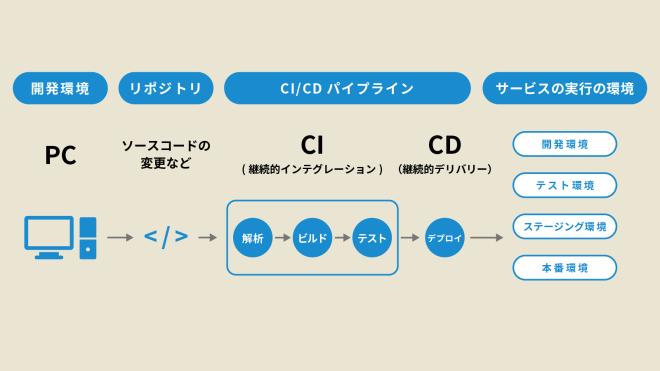 開発環境
リポジトリ
CI/CD パイプライン
サービスの実行の環境
PC
ソースコードの
変更など
CI
( 継続的インテグレーション )
CD
（継続的デリバリー）
</>
解析
ビルド
テスト
デプロイ
開発環境
テスト環境
ステージング環境
本番環境